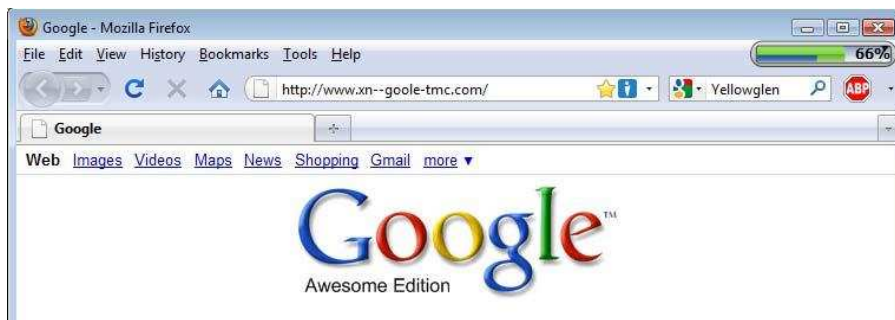 Google - Mozilla Firefox
File Edit View History Bookmarks Tools Help
66%
http://www.xn--goole-tmc.com/
Yellowglen
ABP
Google
Web Images Videos Maps News Shopping Gmail more ▼
Google™
Awesome Edition